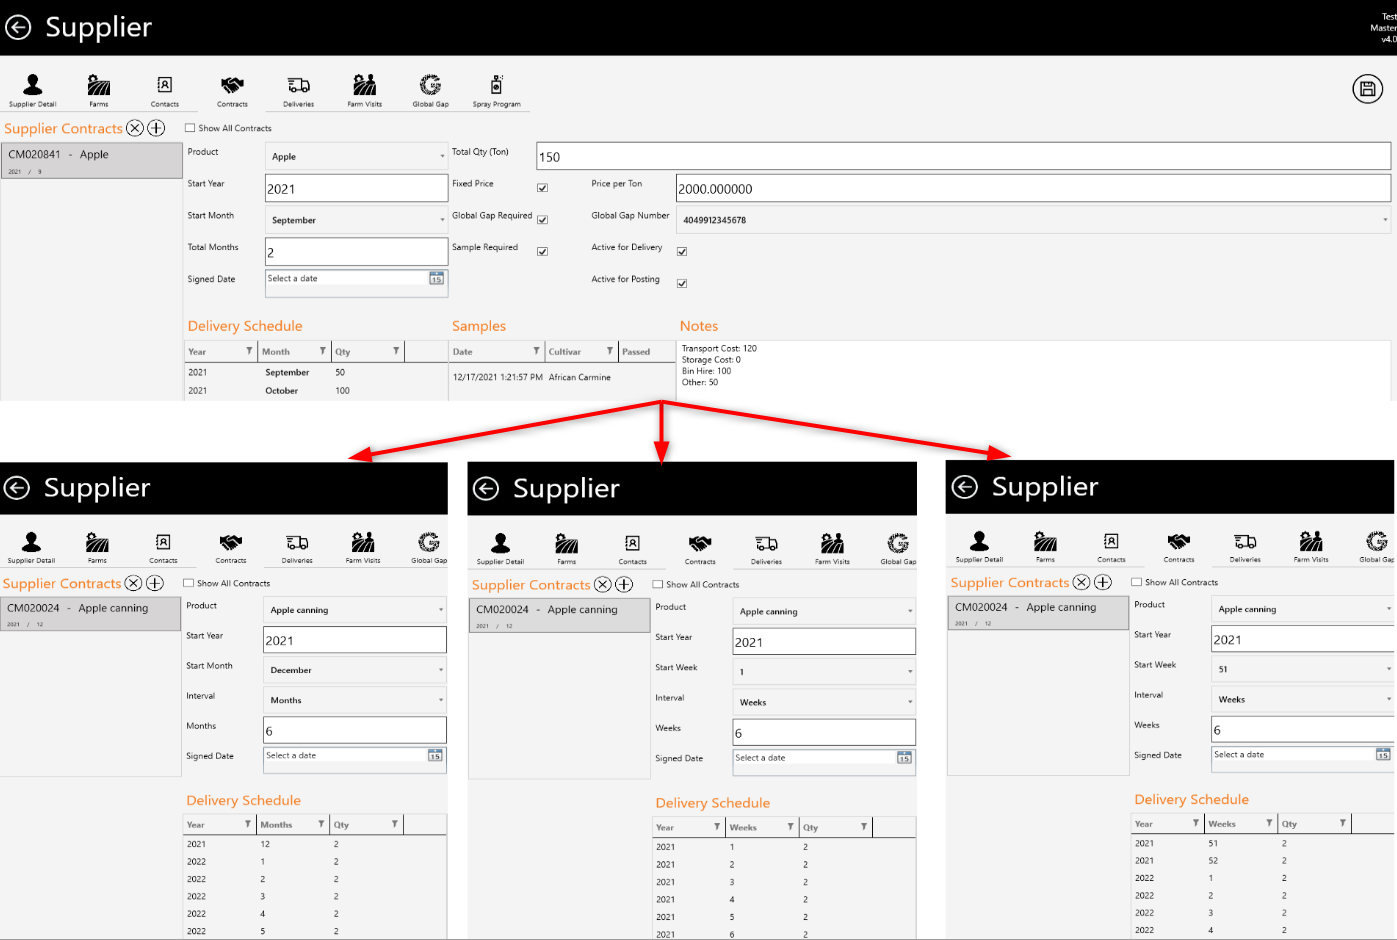 Supplier
Test
Master
v4.0
Supplier Detail Farms Contacts Contracts Deliveries Farm Visits Global Gap Spray Program
Supplier Contracts Show All Contracts
CM020841 - Apple
2021 / 9
Product Apple Total Qty (Ton) 150
Start Year 2021 Fixed Price Price per Ton 2000.000000
Start Month September Global Gap Required Global Gap Number 4049912345678
Total Months 2 Sample Required Active for Delivery
Signed Date Select a date 15 Active for Posting
Delivery Schedule Samples Notes
Year Month Qty Date Cultivar Passed
2021 September 50
2021 October 100
12/17/2021 1:21:57 PM African Carmine
Transport Cost: 120
Storage Cost: 0
Bin Hire: 100
Other: 50
Supplier
Supplier Detail Farms Contacts Contracts Deliveries Farm Visits Global Gap
Supplier Contracts Show All Contracts
CM020024 - Apple canning
2021 / 12
Product Apple canning
Start Year 2021
Start Month December
Interval Months
Months 6
Signed Date Select a date 15
Delivery Schedule
Year Months Qty
2021 12 2
2022 1 2
2022 2 2
2022 3 2
2022 4 2
2022 5 2
Supplier
Supplier Detail Farms Contacts Contracts Deliveries Farm Visits Global Gap
Supplier Contracts Show All Contracts
CM020024 - Apple canning
2021 / 12
Product Apple canning
Start Year 2021
Start Week 1
Interval Weeks
Weeks 6
Signed Date Select a date 15
Delivery Schedule
Year Weeks Qty
2021 1 2
2021 2 2
2021 3 2
2021 4 2
2021 5 2
2021 6 2
Supplier
Supplier Detail Farms Contacts Contracts Deliveries Farm Visits Global Gap
Supplier Contracts Show All Contracts
CM020024 - Apple canning
2021 / 12
Product Apple canning
Start Year 2021
Start Week 51
Interval Weeks
Weeks 6
Signed Date Select a date 15
Delivery Schedule
Year Weeks Qty
2021 51 2
2021 52 2
2022 1 2
2022 2 2
2022 3 2
2022 4 2